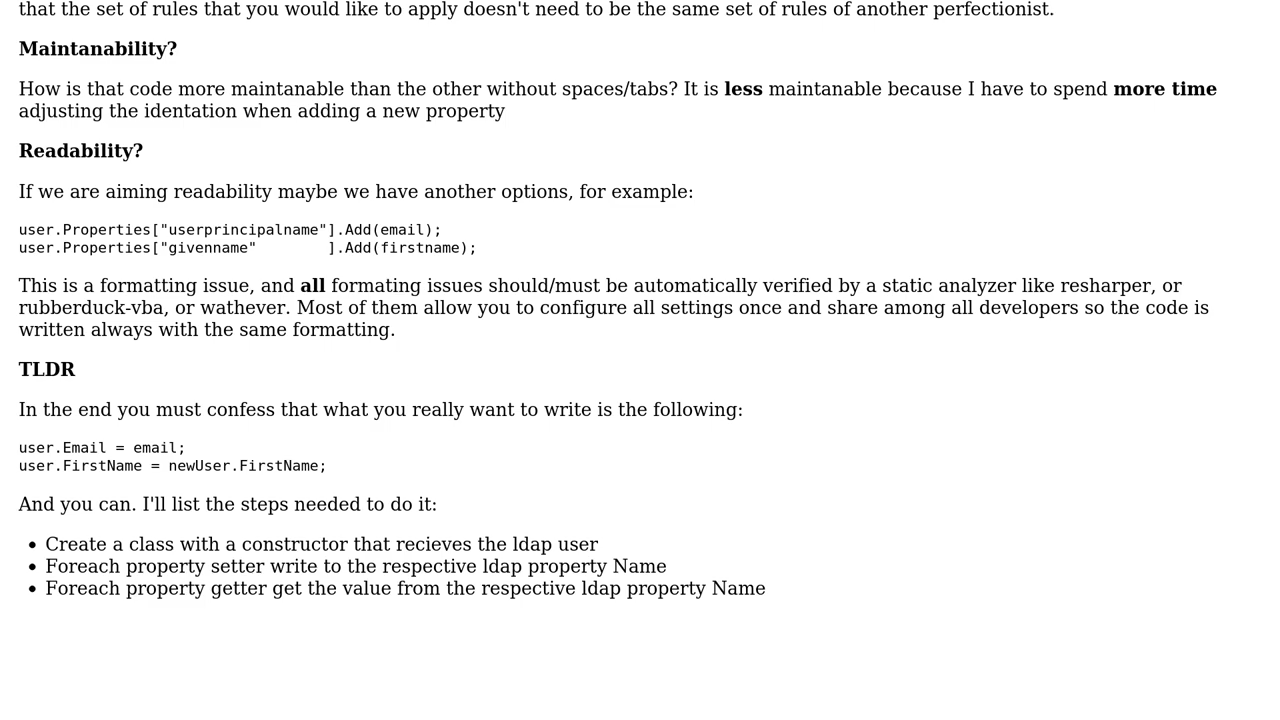 that the set of rules that you would like to apply doesn't need to be the same set of rules of another perfectionist.
Maintanability?
How is that code more maintanable than the other without spaces/tabs? It is less maintanable because I have to spend more time
adjusting the identation when adding a new property
Readability?
If we are aiming readability maybe we have another options, for example:
user.Properties["userprincipalname"].Add(email);
user.Properties["givenname"        ].Add(firstname);
This is a formatting issue, and all formating issues should/must be automatically verified by a static analyzer like resharper, or
rubberduck-vba, or wathever. Most of them allow you to configure all settings once and share among all developers so the code is
written always with the same formatting.
TLDR
In the end you must confess that what you really want to write is the following:
user.Email = email;
user.FirstName = newUser.FirstName;
And you can. I'll list the steps needed to do it:
• Create a class with a constructor that recieves the ldap user
• Foreach property setter write to the respective ldap property Name
• Foreach property getter get the value from the respective ldap property Name